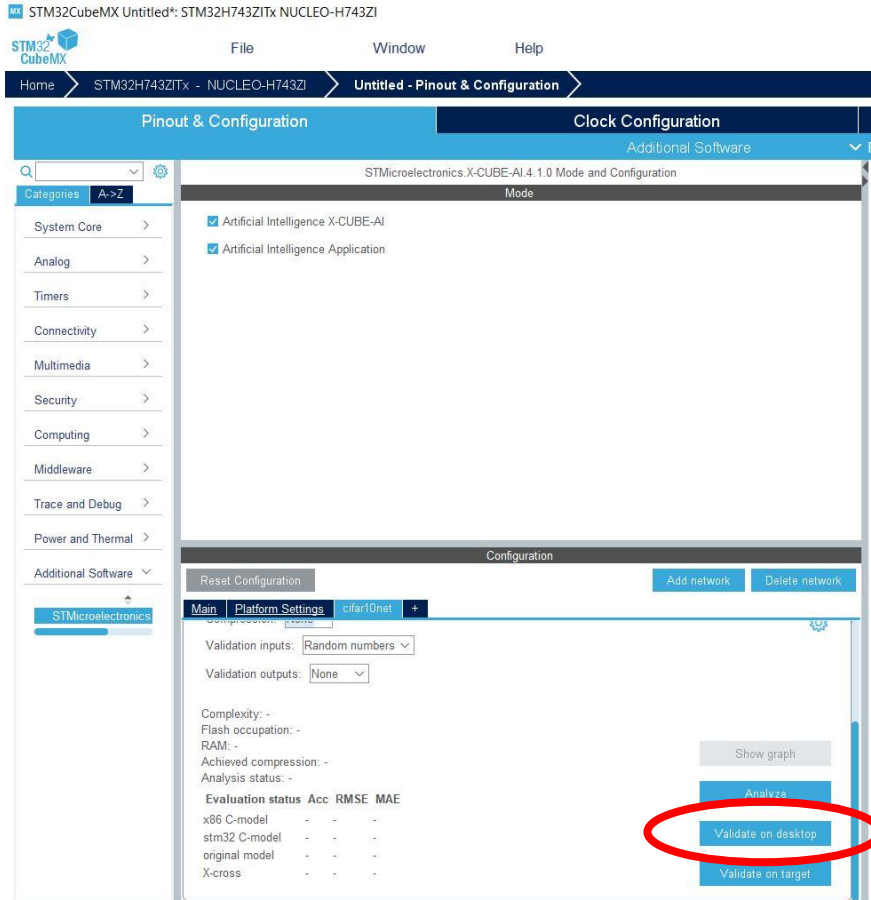 MX STM32CubeMX Untitled*: STM32H743ZITx NUCLEO-H743ZI
STM32 CubeMX
File Window Help
Home STM32H743ZITx - NUCLEO-H743ZI Untitled - Pinout & Configuration
Pinout & Configuration Clock Configuration
Additional Software
STMicroelectronics.X-CUBE-AI.4.1.0 Mode and Configuration
Categories A->Z
Mode
System Core
Analog
Timers
Connectivity
Multimedia
Security
Computing
Middleware
Trace and Debug
Power and Thermal
Additional Software
STMicroelectronics
Artificial Intelligence X-CUBE-AI
Artificial Intelligence Application
Configuration
Reset Configuration Add network Delete network
Main Platform Settings cifar10net +
Compression: None
Validation inputs: Random numbers
Validation outputs: None
Complexity: -
Flash occupation: -
RAM: -
Achieved compression: -
Analysis status: -
Evaluation status Acc RMSE MAE
x86 C-model - - -
stm32 C-model - - -
original model - - -
X-cross - - -
Show graph
Analyze
Validate on desktop
Validate on target